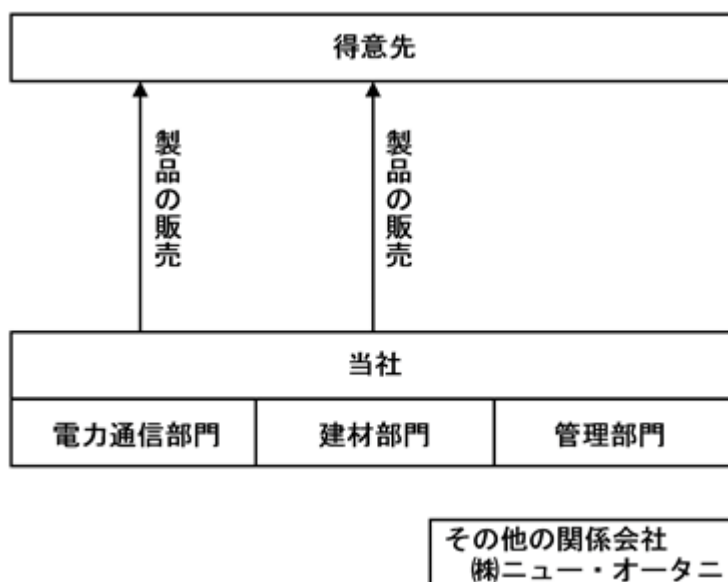 得意先
製品の販売
製品の販売
当社
電力通信部門
建材部門
管理部門
その他の関係会社
㈱ニュー・オータニ